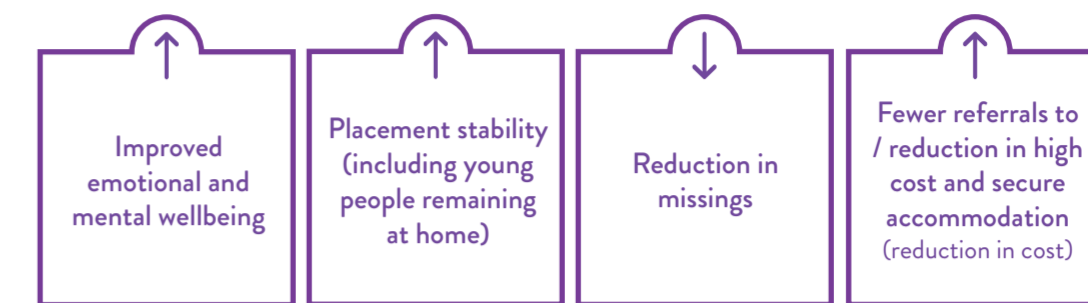 Improved
emotional and
mental wellbeing
Placement stability
(including young
people remaining
at home)
Reduction in
missings
Fewer referrals to
/ reduction in high
cost and secure
accommodation
(reduction in cost)